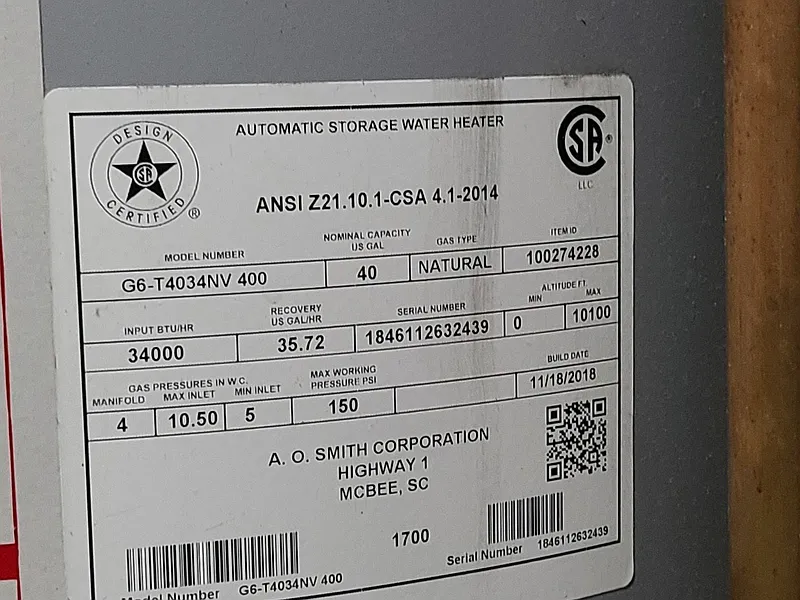 DESIGN
CSA
CERTIFIED
®
AUTOMATIC STORAGE WATER HEATER
CSA ®
LLC
ANSI Z21.10.1-CSA 4.1-2014
MODEL NUMBER NOMINAL CAPACITY US GAL GAS TYPE ITEM ID
G6-T4034NV 400 40 NATURAL 100274228
INPUT BTU/HR RECOVERY US GAL/HR SERIAL NUMBER ALTITUDE FT. MIN MAX
34000 35.72 1846112632439 0 10100
GAS PRESSURES IN W.C. MAX WORKING BUILD DATE
MANIFOLD MAX INLET MIN INLET PRESSURE PSI
4 10.50 5 150 11/18/2018
A. O. SMITH CORPORATION
HIGHWAY 1
MCBEE, SC
1700
Model Number G6-T4034NV 400 Serial Number 1846112632439